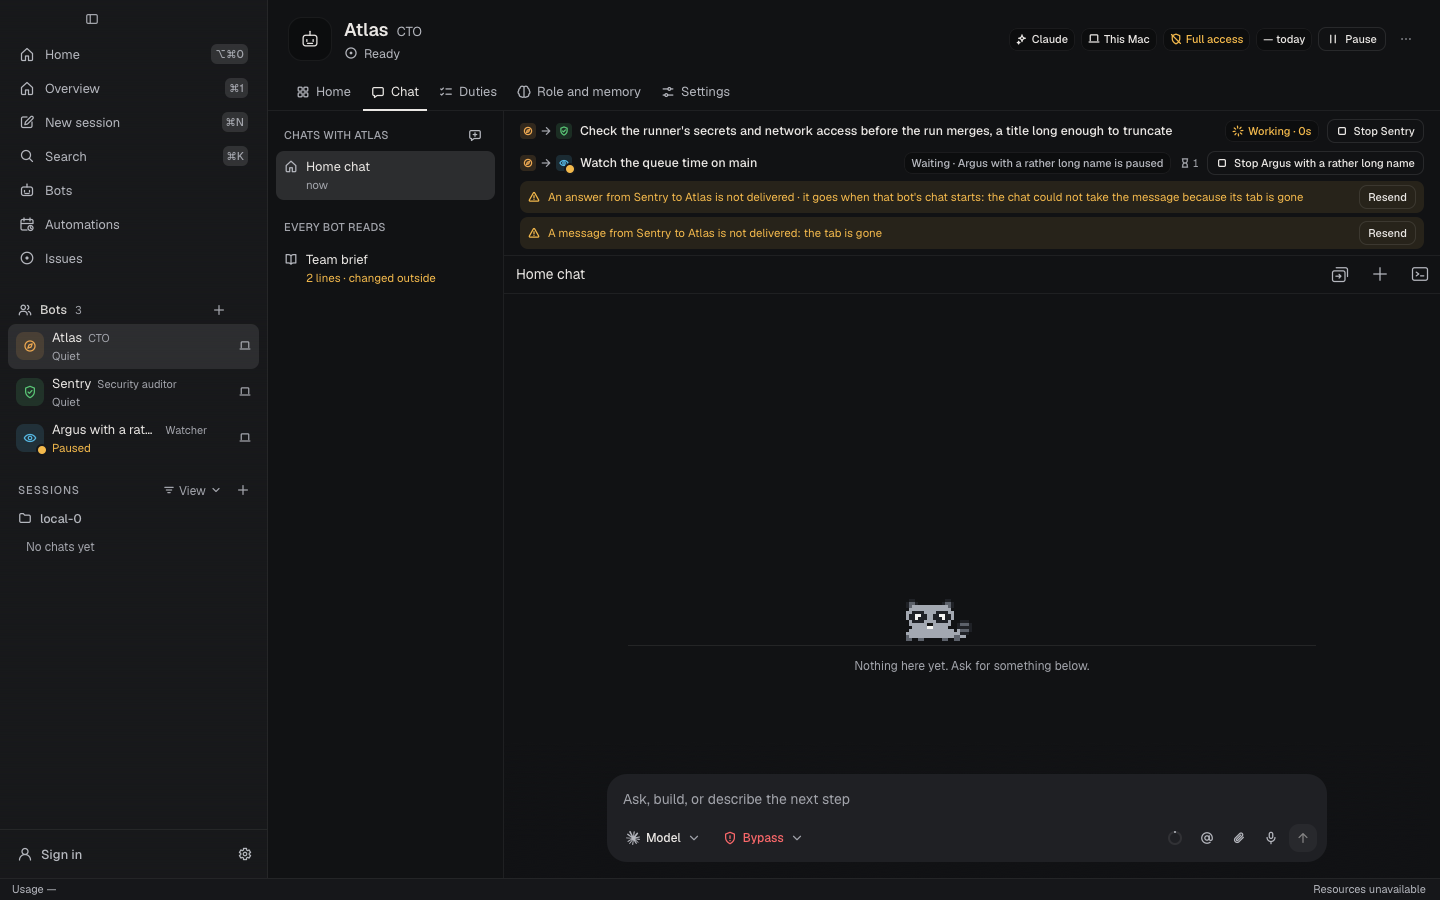 Home ⌥⌘0
Overview ⌘1
New session ⌘N
Search ⌘K
Bots
Automations
Issues
Bots 3
Atlas CTO
Quiet
Sentry Security auditor
Quiet
Argus with a rat... Watcher
Paused
SESSIONS View
local-0
No chats yet
Sign in
Atlas CTO
Ready
Claude This Mac Full access — today Pause
Home Chat Duties Role and memory Settings
CHATS WITH ATLAS
Home chat
now
EVERY BOT READS
Team brief
2 lines · changed outside
Check the runner's secrets and network access before the run merges, a title long enough to truncate Working · 0s Stop Sentry
Watch the queue time on main Waiting · Argus with a rather long name is paused 1 Stop Argus with a rather long name
An answer from Sentry to Atlas is not delivered · it goes when that bot's chat starts: the chat could not take the message because its tab is gone Resend
A message from Sentry to Atlas is not delivered: the tab is gone Resend
Home chat
Nothing here yet. Ask for something below.
Ask, build, or describe the next step
Model Bypass
Usage — Resources unavailable